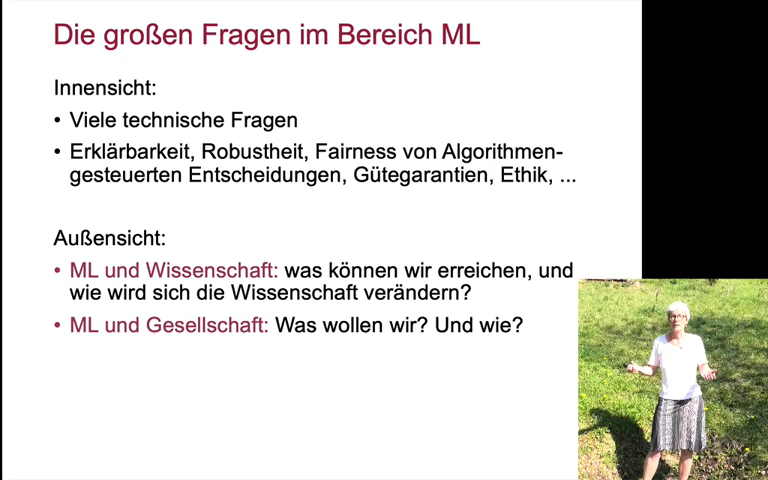 Die großen Fragen im Bereich ML
Innensicht:
• Viele technische Fragen
• Erklärbarkeit, Robustheit, Fairness von Algorithmen-
gesteuerten Entscheidungen, Gütegarantien, Ethik, ...
Außensicht:
• ML und Wissenschaft: was können wir erreichen, und
wie wird sich die Wissenschaft verändern?
• ML und Gesellschaft: Was wollen wir? Und wie?